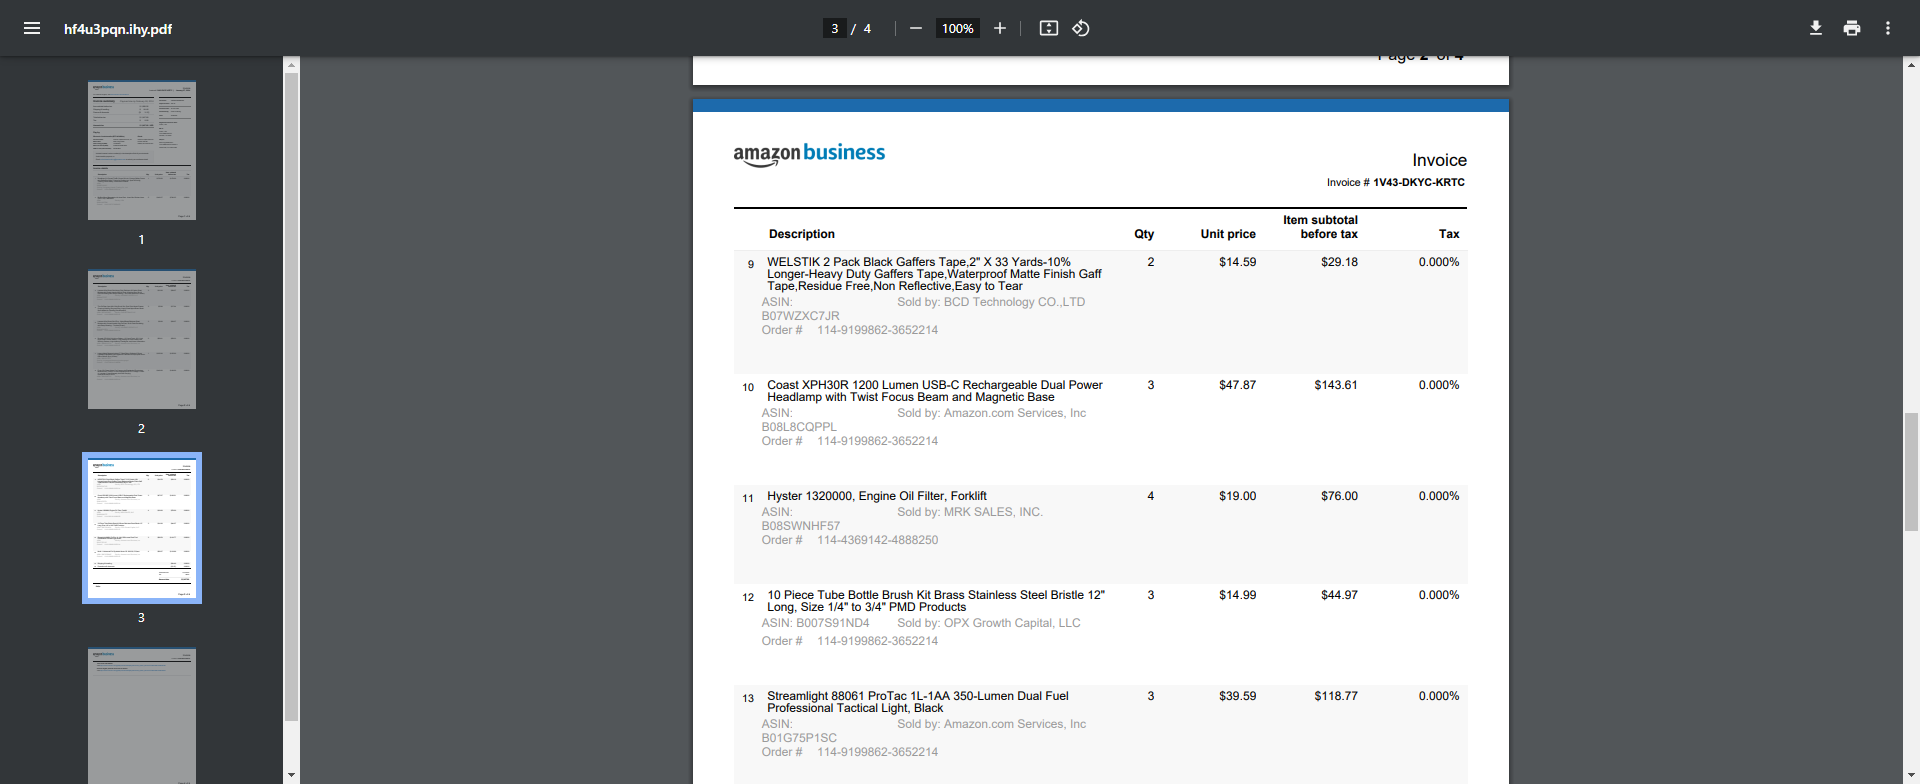 hf4u3pqn.ihy.pdf
3 / 4
100%
1
2
3
Page 2 of 4
amazon business
Invoice
Invoice # 1V43-DKYC-KRTC
Description Qty Unit price Item subtotal before tax Tax
9 WELSTIK 2 Pack Black Gaffers Tape,2" X 33 Yards-10% 2 $14.59 $29.18 0.000%
Longer-Heavy Duty Gaffers Tape,Waterproof Matte Finish Gaff
Tape,Residue Free,Non Reflective,Easy to Tear
ASIN: Sold by: BCD Technology CO.,LTD
B07WZXC7JR
Order # 114-9199862-3652214
10 Coast XPH30R 1200 Lumen USB-C Rechargeable Dual Power 3 $47.87 $143.61 0.000%
Headlamp with Twist Focus Beam and Magnetic Base
ASIN: Sold by: Amazon.com Services, Inc
B08L8CQPPL
Order # 114-9199862-3652214
11 Hyster 1320000, Engine Oil Filter, Forklift 4 $19.00 $76.00 0.000%
ASIN: Sold by: MRK SALES, INC.
B08SWNHF57
Order # 114-4369142-4888250
12 10 Piece Tube Bottle Brush Kit Brass Stainless Steel Bristle 12" 3 $14.99 $44.97 0.000%
Long, Size 1/4" to 3/4" PMD Products
ASIN: B007S91ND4 Sold by: OPX Growth Capital, LLC
Order # 114-9199862-3652214
13 Streamlight 88061 ProTac 1L-1AA 350-Lumen Dual Fuel 3 $39.59 $118.77 0.000%
Professional Tactical Light, Black
ASIN: Sold by: Amazon.com Services, Inc
B01G75P1SC
Order # 114-9199862-3652214